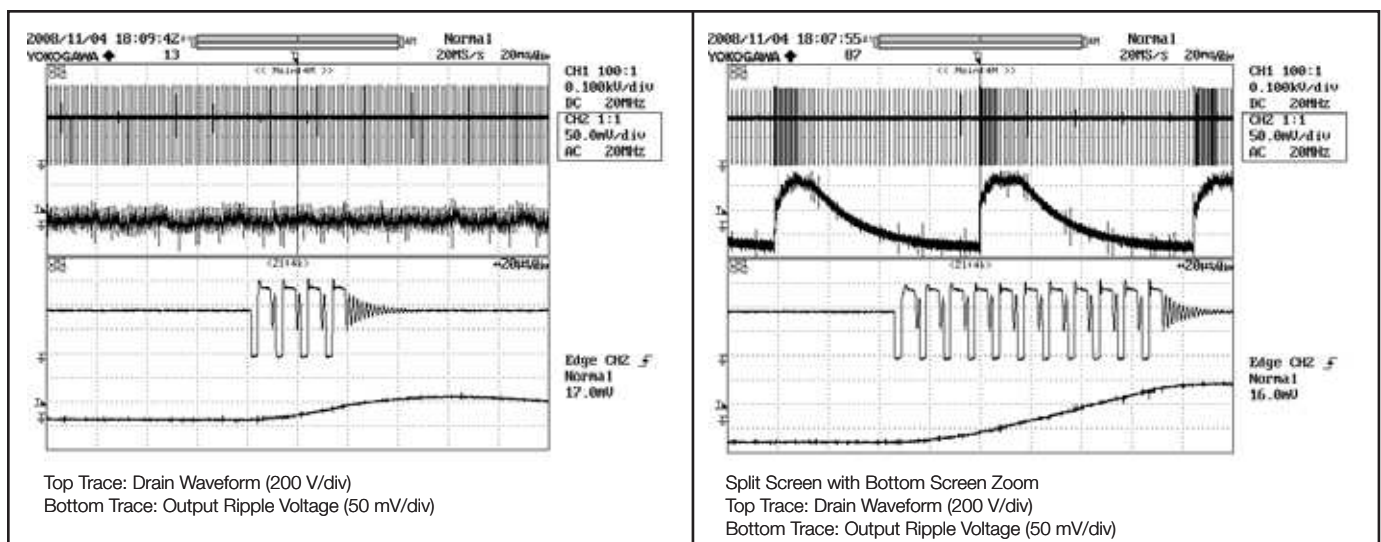 2008/11/04 18:09:42
Normal
YOKOGAWA ◆ 13
20MS/s 20ms/div
<< Main:4M >>
CH1 100:1
0.100kV/div
DC 20MHz
CH2 1:1
50.0mV/div
AC 20MHz
Edge CH2
Normal
17.0mV
Top Trace: Drain Waveform (200 V/div)
Bottom Trace: Output Ripple Voltage (50 mV/div)
2008/11/04 18:07:55
Normal
YOKOGAWA ◆ 87
20MS/s 20ms/div
<< Main:4M >>
CH1 100:1
0.100kV/div
DC 20MHz
CH2 1:1
50.0mV/div
AC 20MHz
Edge CH2
Normal
16.0mV
Split Screen with Bottom Screen Zoom
Top Trace: Drain Waveform (200 V/div)
Bottom Trace: Output Ripple Voltage (50 mV/div)